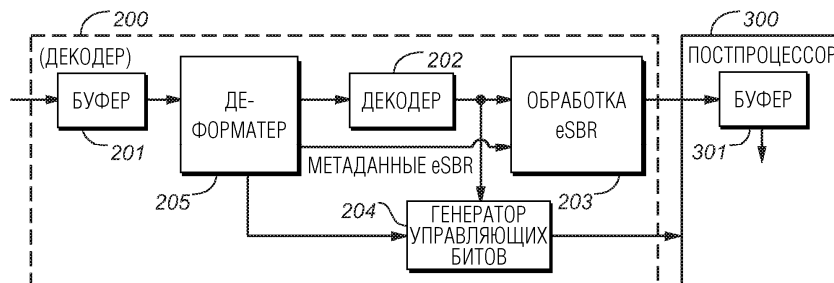 200
300
(ДЕКОДЕР)
ПОСТПРОЦЕССОР
202
БУФЕР
ДЕ-
ФОРМАТЕР
ДЕКОДЕР
ОБРАБОТКА
eSBR
БУФЕР
201
301
МЕТАДАННЫЕ eSBR
205
204
203
ГЕНЕРАТОР
УПРАВЛЯЮЩИХ
БИТОВ